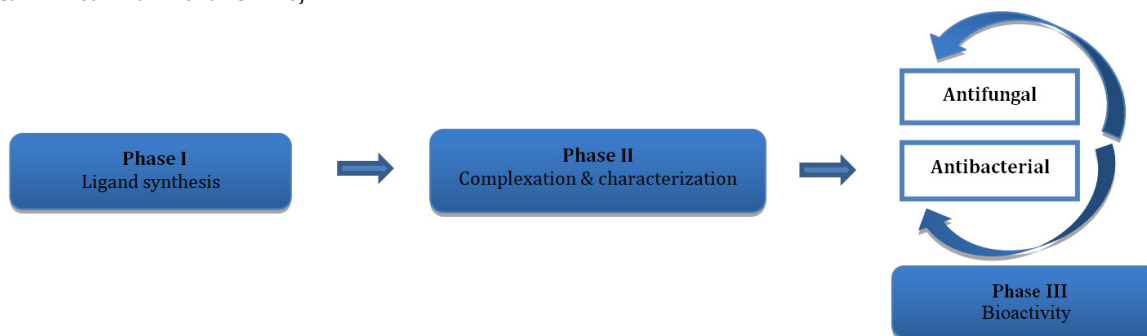 Phase I
Ligand synthesis
Phase II
Complexation & characterization
Antifungal
Antibacterial
Phase III
Bioactivity